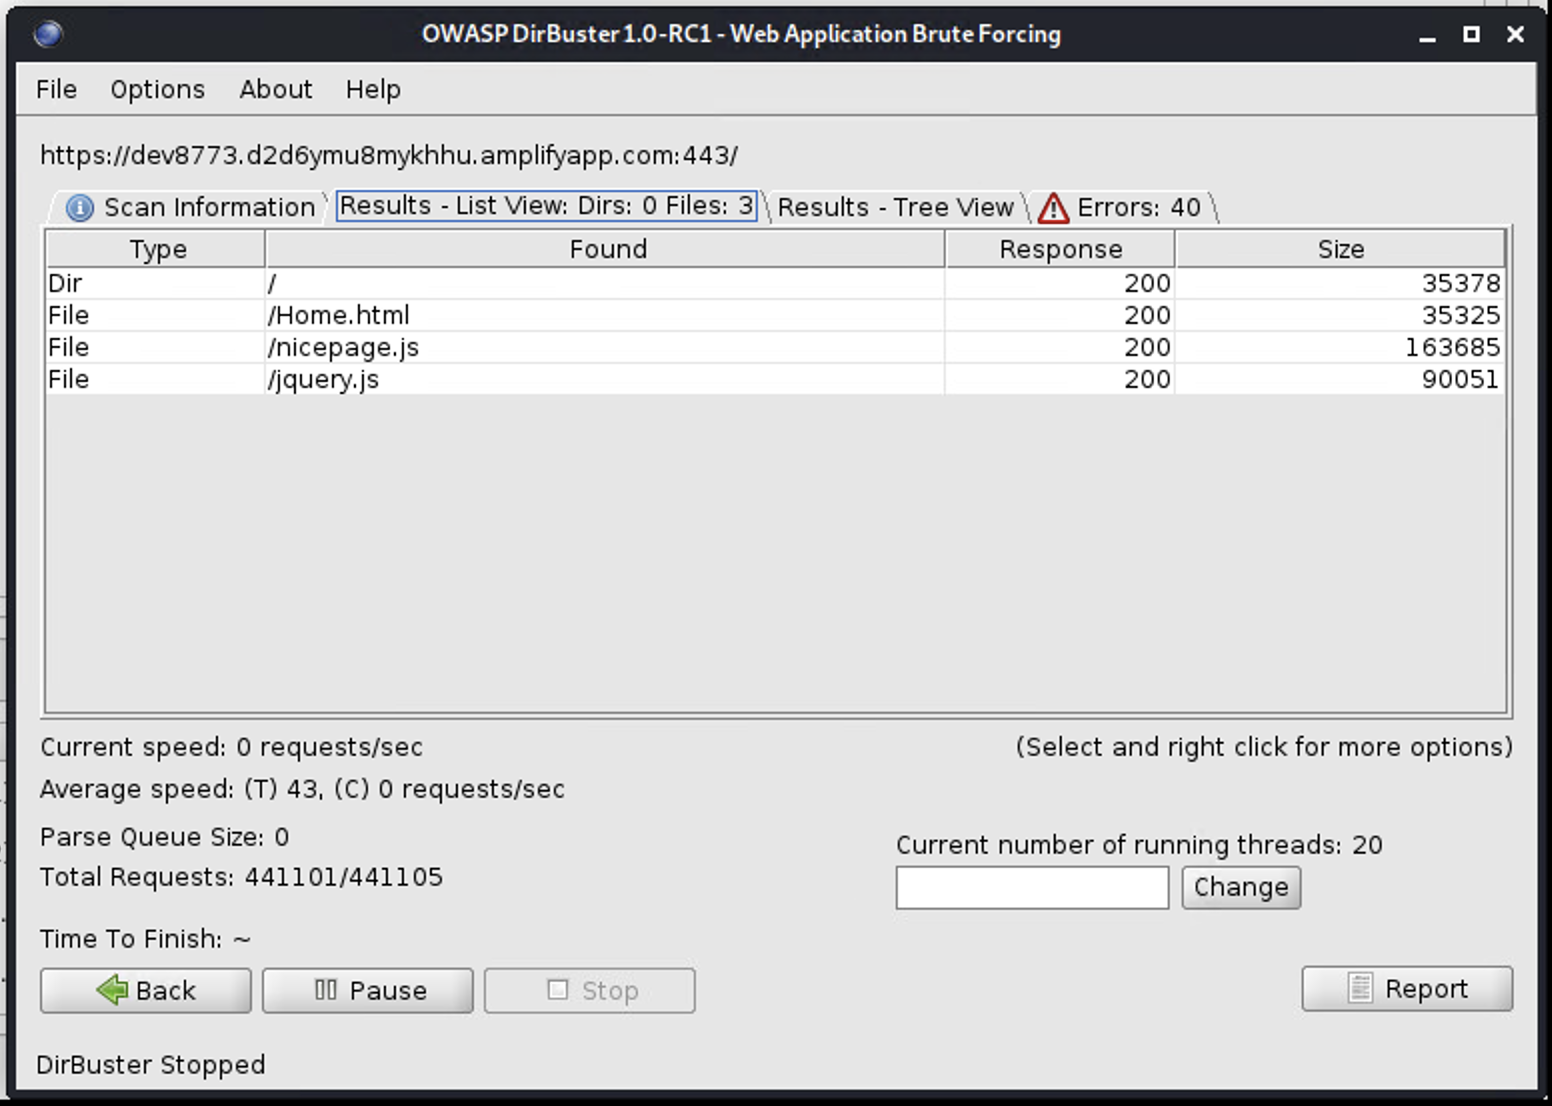 OWASP DirBuster 1.0-RC1 - Web Application Brute Forcing
File Options About Help
https://dev8773.d2d6ymu8mykhhu.amplifyapp.com:443/
Scan Information Results - List View: Dirs: 0 Files: 3 Results - Tree View Errors: 40
Type Found Response Size
Dir / 200 35378
File /Home.html 200 35325
File /nicepage.js 200 163685
File /jquery.js 200 90051
Current speed: 0 requests/sec (Select and right click for more options)
Average speed: (T) 43, (C) 0 requests/sec
Parse Queue Size: 0
Current number of running threads: 20
Total Requests: 441101/441105
Change
Time To Finish: ~
Back Pause Stop Report
DirBuster Stopped